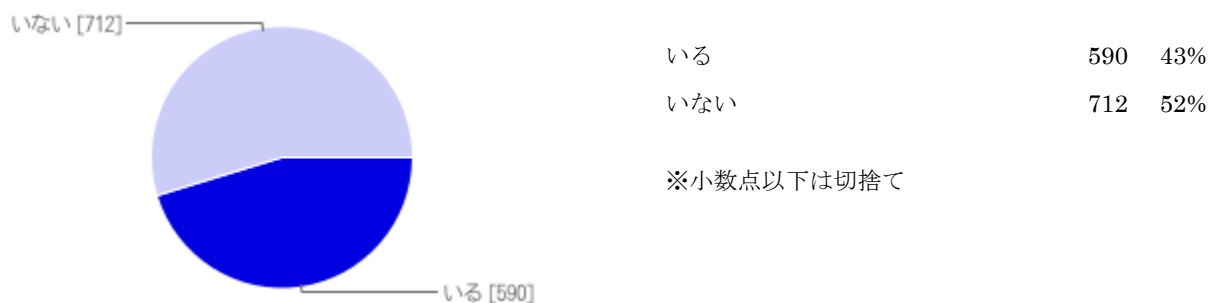 いない [712]
いる [590]
いる 590 43%
いない 712 52%
※小数点以下は切捨て